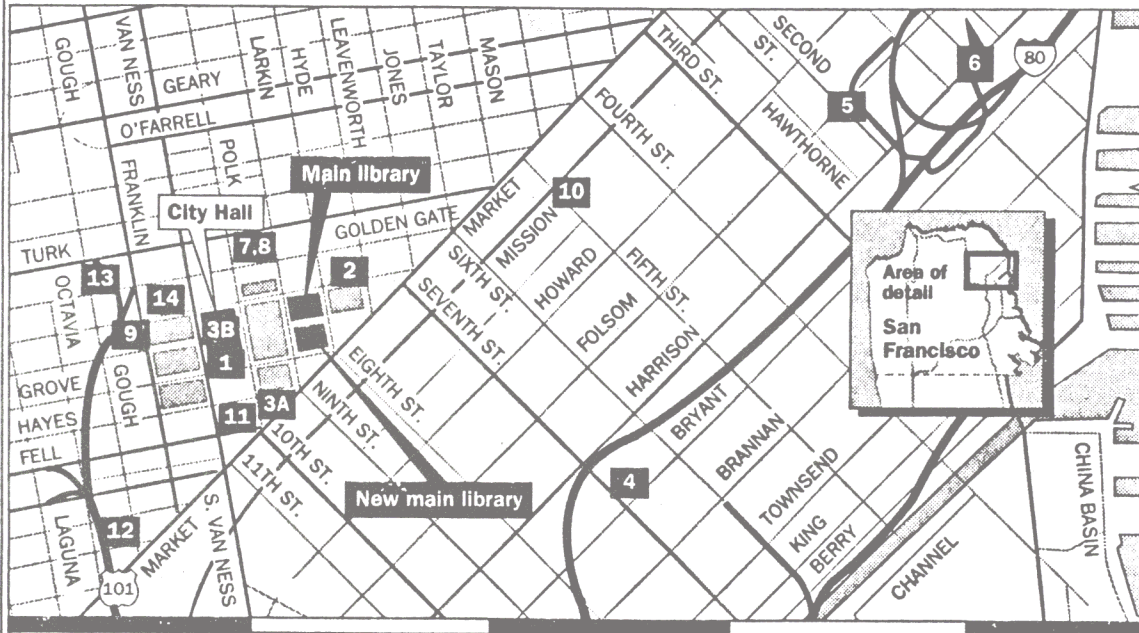 GOUGH
VAN NESS
GEARY
O'FARRELL
LARKIN
HYDE
LEAVENWORTH
JONES
TAYLOR
MASON
THIRD ST.
SECOND ST.
6
80
5
HAWTHORNE
FOURTH ST.
FRANKLIN
POLK
Main library
City Hall
MARKET
MISSION
10
TURK
7,8
GOLDEN GATE
2
SIXTH ST.
HOWARD
FIFTH ST.
13
14
OCTAVIA
9
3B
1
SEVENTH ST.
FOLSOM
HARRISON
Area of
detail
San
Francisco
GROVE
HAYES
FELL
GOUGH
11
3A
EIGHTH ST.
NINTH ST.
10TH ST.
11TH ST.
New main library
BRYANT
BRANNAN
4
TOWNSEND
KING
BERRY
CHANNEL
CHINA BASIN
LAGUNA
12
101
MARKET
S. VAN NESS